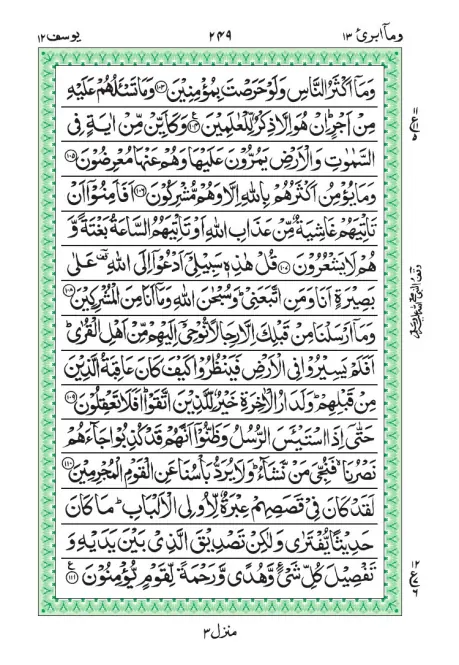 وما ابرئ ١٣ ٢٤٩ يوسف ١٢
وَمَآ اَكْثَرُ النَّاسِ وَلَوْ حَرَصْتَ بِمُؤْمِنِيْنَ ﴿١٠٣﴾ وَمَا تَسْئَلُهُمْ عَلَيْهِ
مِنْ اَجْرٍ ؕ اِنْ هُوَ اِلَّا ذِكْرٌ لِّلْعٰلَمِيْنَ ﴿١٠٤﴾ وَكَاَيِّنْ مِّنْ اٰيَةٍ فِى
السَّمٰوٰتِ وَالْاَرْضِ يَمُرُّوْنَ عَلَيْهَا وَهُمْ عَنْهَا مُعْرِضُوْنَ ﴿١٠٥﴾
وَمَا يُؤْمِنُ اَكْثَرُهُمْ بِاللّٰهِ اِلَّا وَهُمْ مُّشْرِكُوْنَ ﴿١٠٦﴾ اَفَاَمِنُوْٓا اَنْ
تَاْتِيَهُمْ غَاشِيَةٌ مِّنْ عَذَابِ اللّٰهِ اَوْ تَاْتِيَهُمُ السَّاعَةُ بَغْتَةً وَّ
هُمْ لَا يَشْعُرُوْنَ ﴿١٠٧﴾ قُلْ هٰذِهٖ سَبِيْلِىْٓ اَدْعُوْٓا اِلَى اللّٰهِ ؔ عَلٰى
بَصِيْرَةٍ اَنَا وَمَنِ اتَّبَعَنِىْ ؕ وَسُبْحٰنَ اللّٰهِ وَمَآ اَنَا مِنَ الْمُشْرِكِيْنَ ﴿١٠٨﴾
وَمَآ اَرْسَلْنَا مِنْ قَبْلِكَ اِلَّا رِجَالًا نُّوْحِىْٓ اِلَيْهِمْ مِّنْ اَهْلِ الْقُرٰى ؕ
اَفَلَمْ يَسِيْرُوْا فِى الْاَرْضِ فَيَنْظُرُوْا كَيْفَ كَانَ عَاقِبَةُ الَّذِيْنَ
مِنْ قَبْلِهِمْ ؕ وَلَدَارُ الْاٰخِرَةِ خَيْرٌ لِّلَّذِيْنَ اتَّقَوْا ؕ اَفَلَا تَعْقِلُوْنَ ﴿١٠٩﴾
حَتّٰٓى اِذَا اسْتَيْئَسَ الرُّسُلُ وَظَنُّوْٓا اَنَّهُمْ قَدْ كُذِبُوْا جَآءَهُمْ
نَصْرُنَا ۙ فَنُجِّىَ مَنْ نَّشَآءُ ؕ وَلَا يُرَدُّ بَاْسُنَا عَنِ الْقَوْمِ الْمُجْرِمِيْنَ ﴿١١٠﴾
لَقَدْ كَانَ فِىْ قَصَصِهِمْ عِبْرَةٌ لِّاُولِى الْاَلْبَابِ ؕ مَا كَانَ
حَدِيْثًا يُّفْتَرٰى وَلٰكِنْ تَصْدِيْقَ الَّذِىْ بَيْنَ يَدَيْهِ وَ
تَفْصِيْلَ كُلِّ شَىْءٍ وَّهُدًى وَّرَحْمَةً لِّقَوْمٍ يُّؤْمِنُوْنَ ﴿١١١﴾
منزل ٣